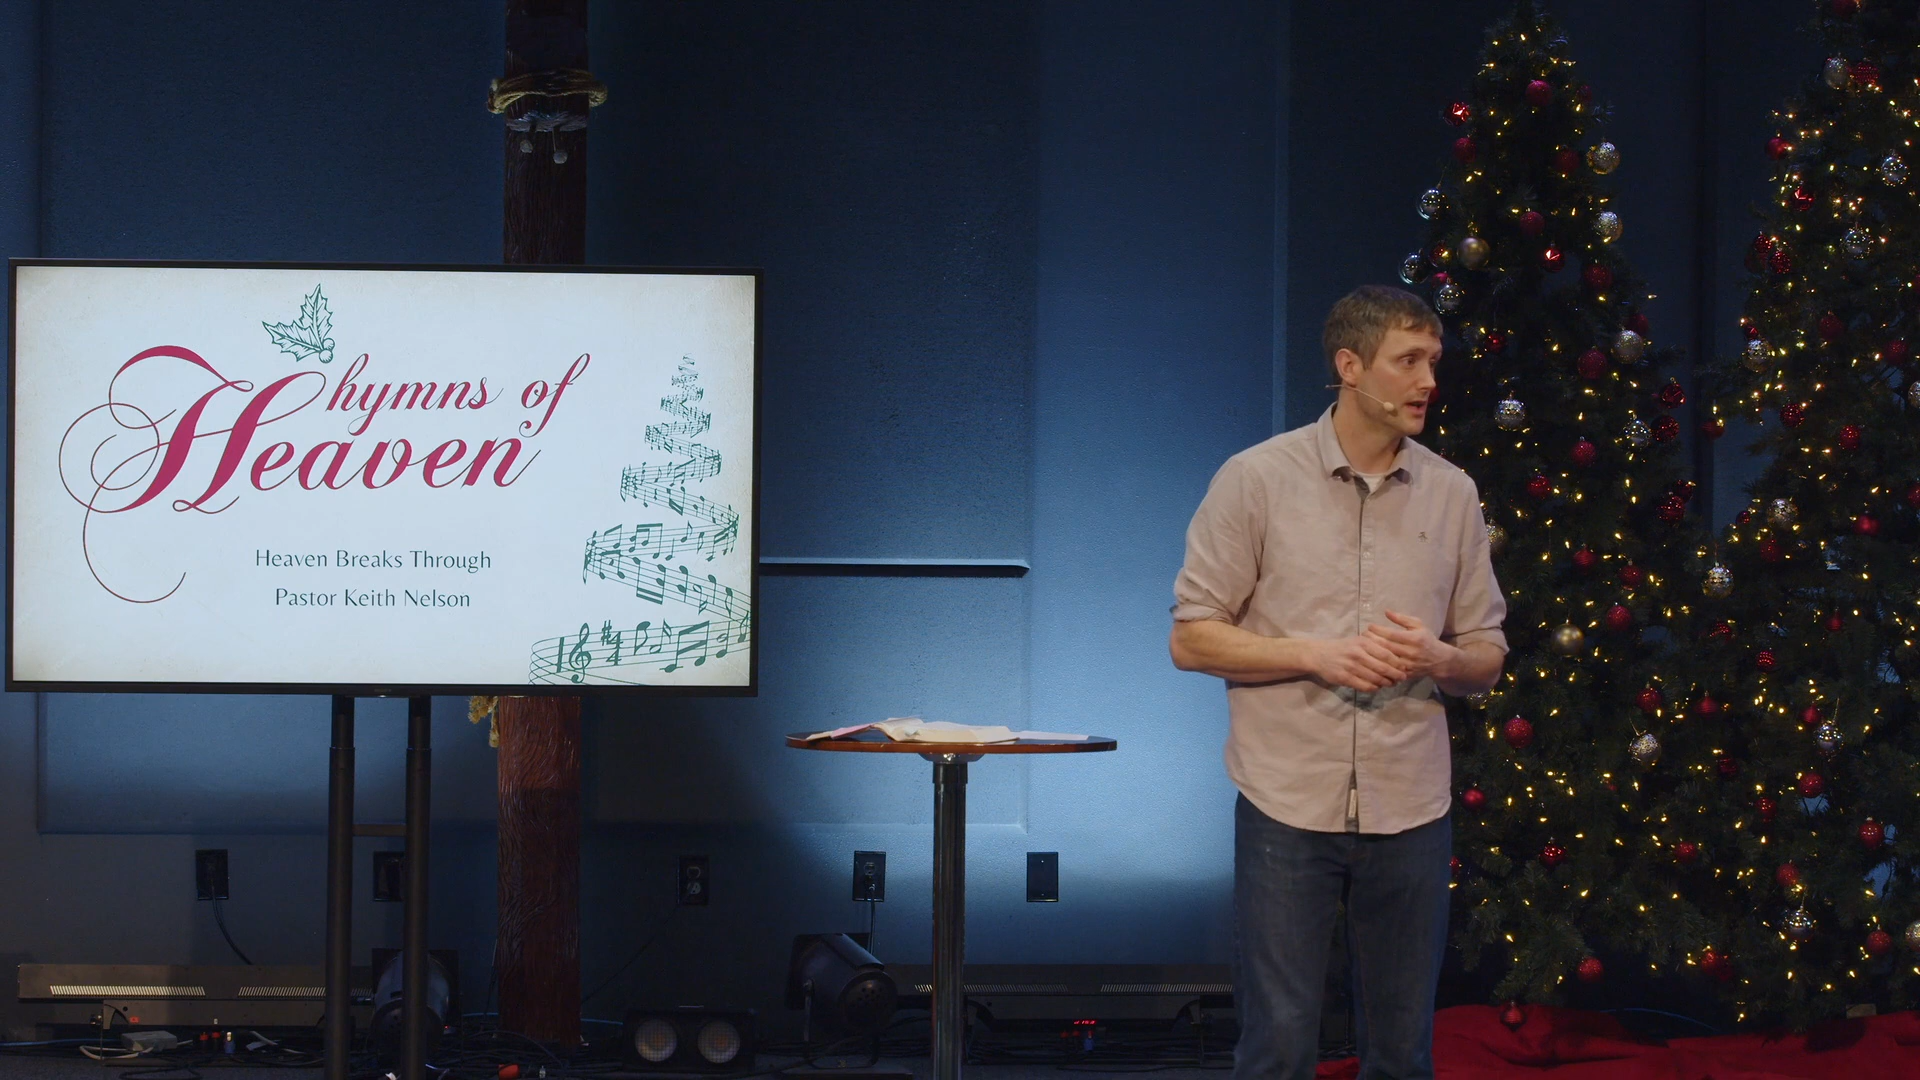 hymns of
Heaven
Heaven Breaks Through
Pastor Keith Nelson